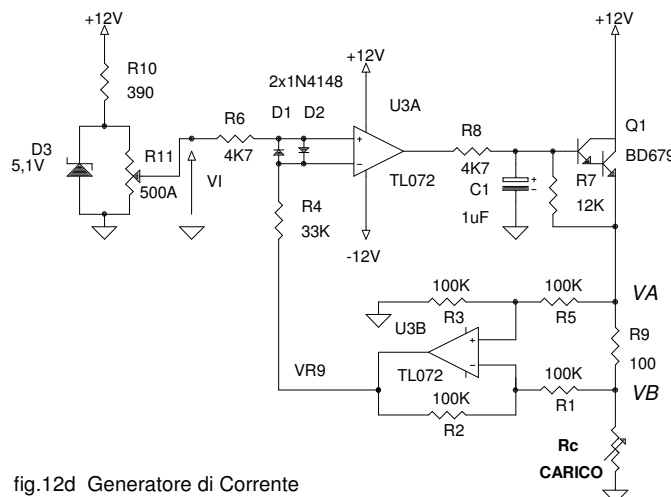 +12V
+12V
+12V
R10
390
2x1N4148
U3A
D1
D2
R6
4K7
D3
5,1V
R11
500A
VI
+
-
TL072
R8
4K7
Q1
BD679
C1
1uF
+
-
R7
12K
R4
33K
-12V
100K
R3
100K
R5
VA
U3B
+
-
TL072
R9
100
VR9
100K
R2
100K
R1
VB
Rc
CARICO
fig.12d Generatore di Corrente